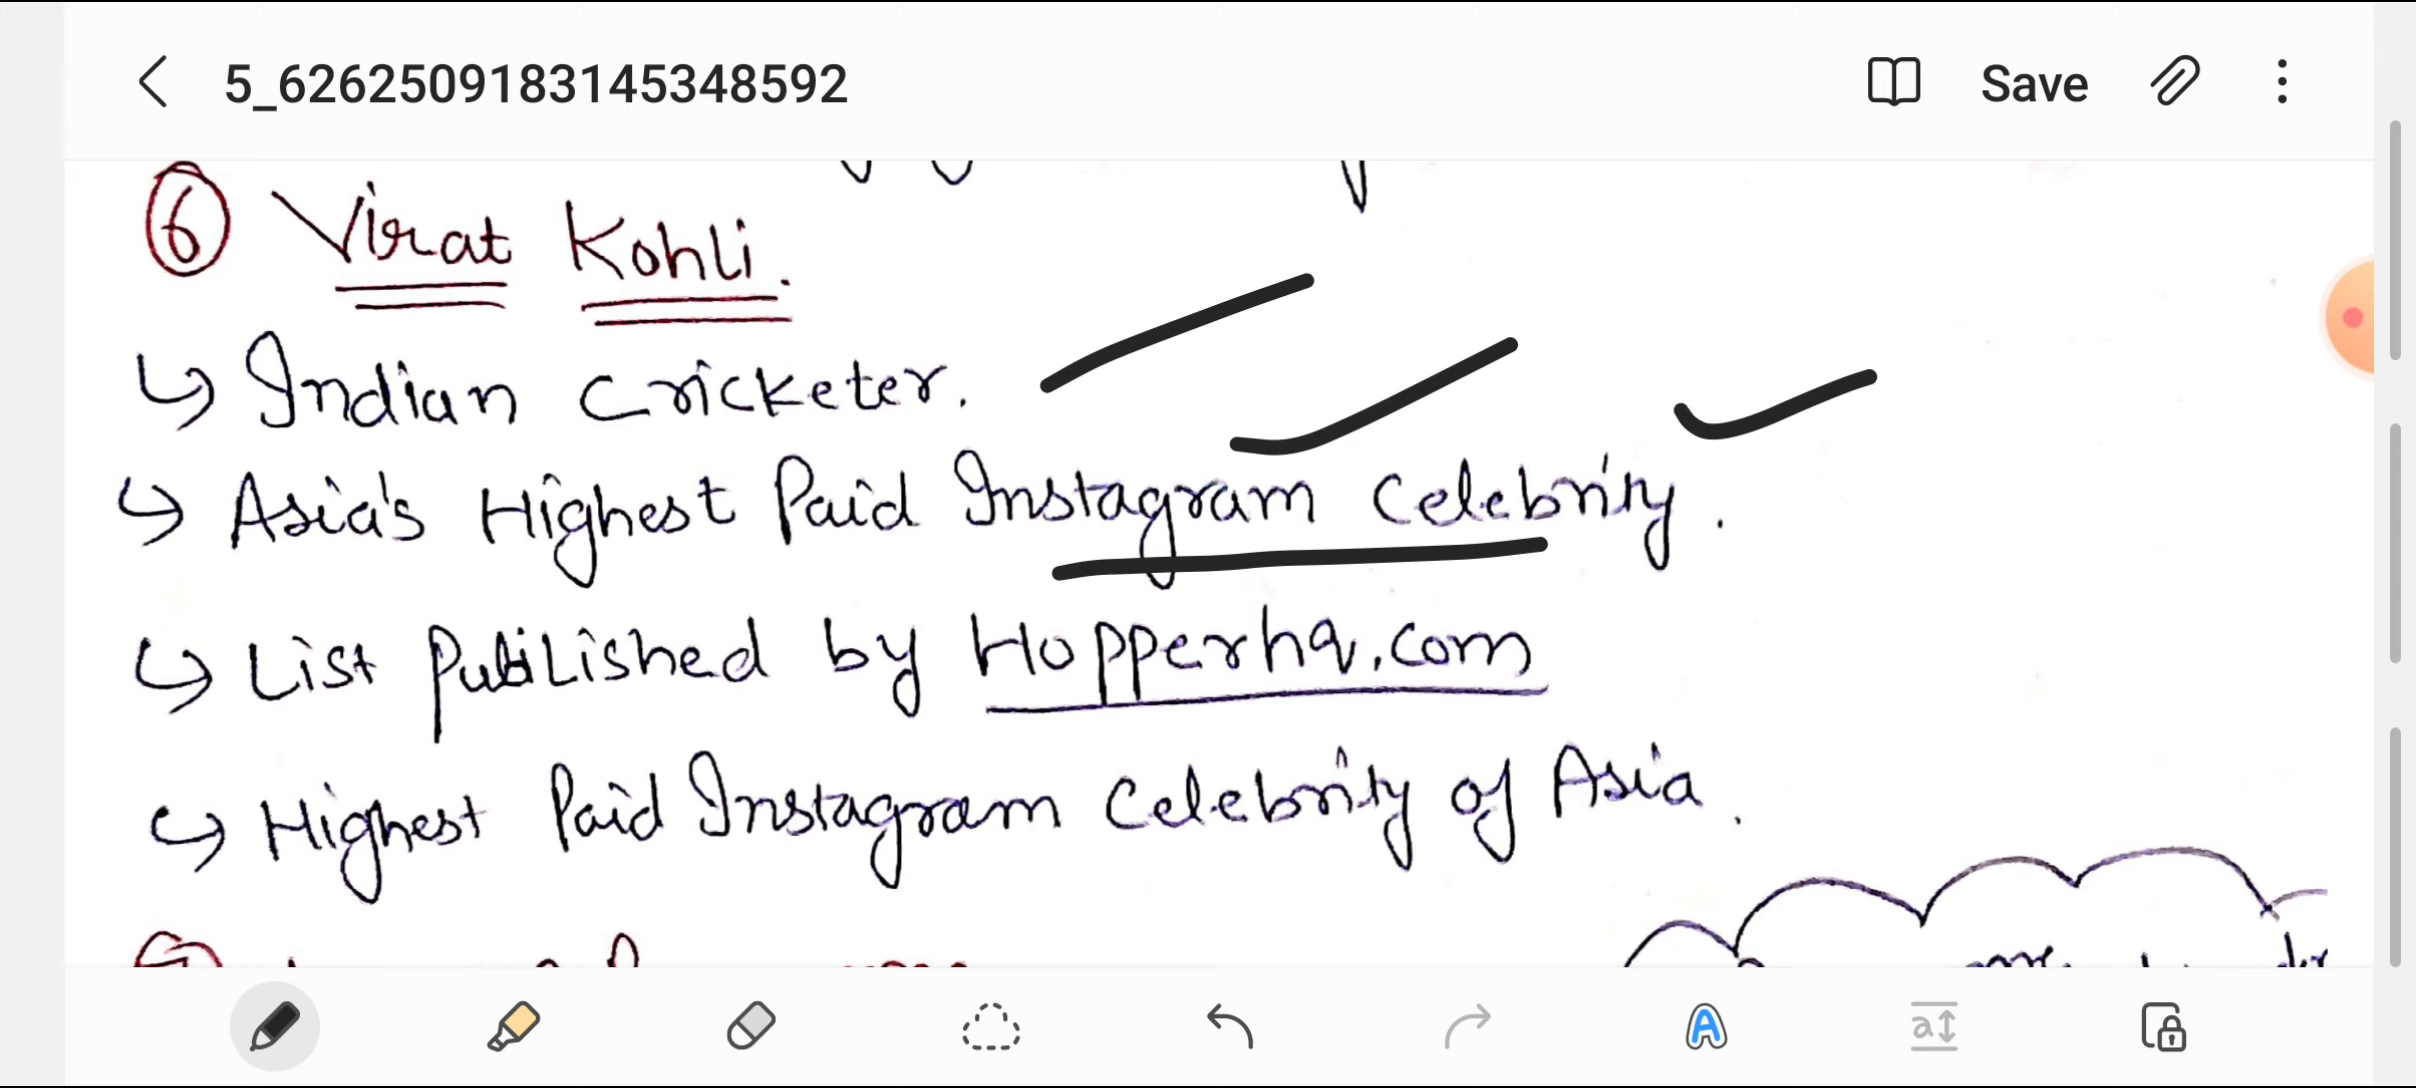 5_6262509183145348592 Save
6 Virat Kohli.
↳ Indian cricketer.
↳ Asia's Highest Paid Instagram Celebrity.
↳ List Published by Hopperhq.com
↳ Highest Paid Instagram Celebrity of Asia.